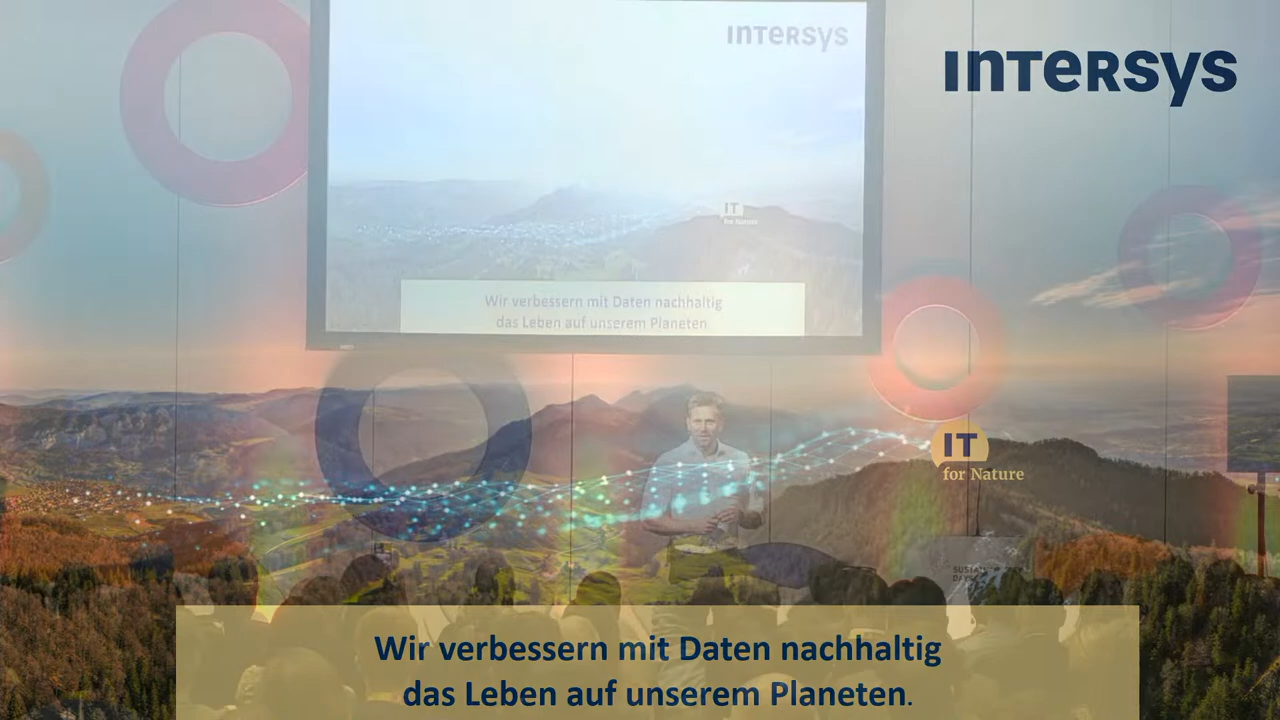 INTERSYS
INTERSYS
IT
for Nature
Wir verbessern mit Daten nachhaltig
das Leben auf unserem Planeten
IT
for Nature
Wir verbessern mit Daten nachhaltig
das Leben auf unserem Planeten.